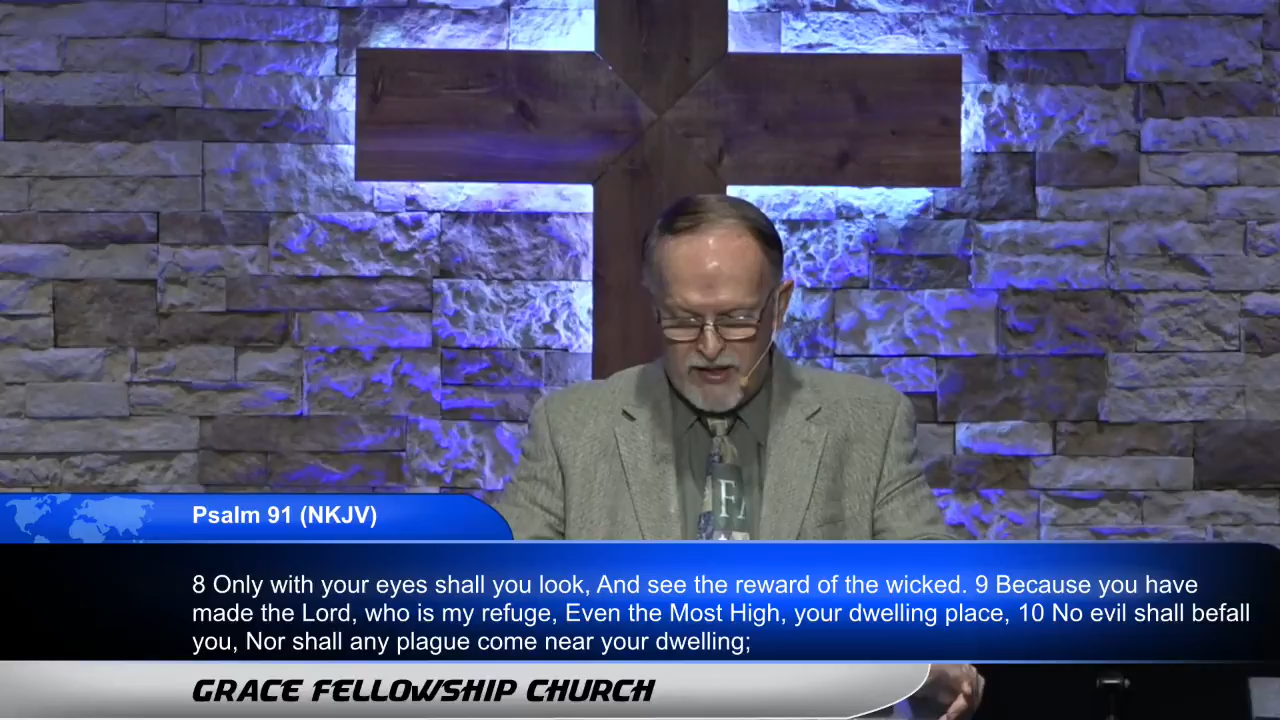 FA
Psalm 91 (NKJV)
8 Only with your eyes shall you look, And see the reward of the wicked. 9 Because you have
made the Lord, who is my refuge, Even the Most High, your dwelling place, 10 No evil shall befall
you, Nor shall any plague come near your dwelling;
GRACE FELLOWSHIP CHURCH